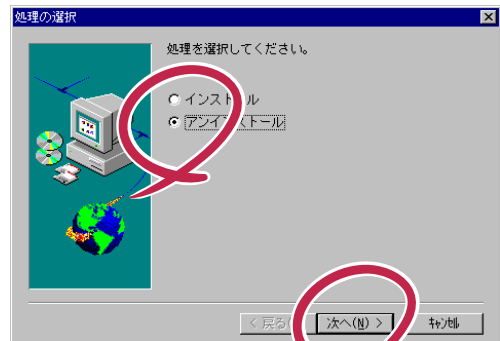 処理の選択
処理を選択してください。
インストール
アンインストール
< 戻る
次へ(N) >
キャンセル